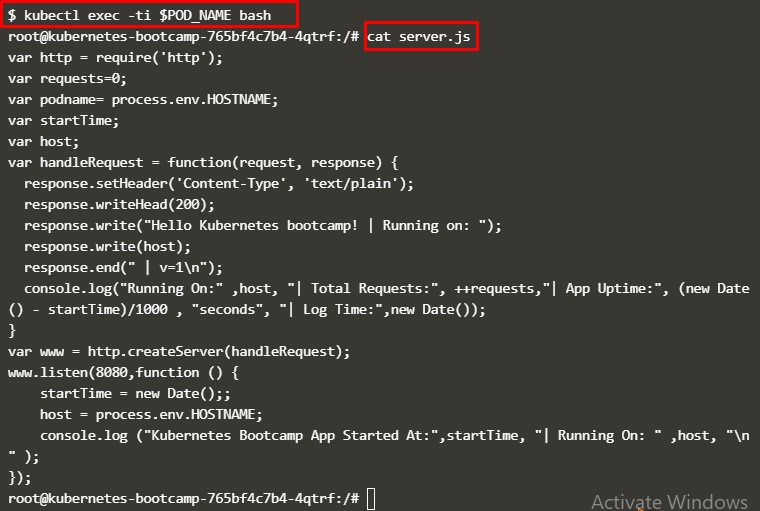 $ kubectl exec -ti $POD_NAME bash
root@kubernetes-bootcamp-765bf4c7b4-4qtrf:/# cat server.js
var http = require('http');
var requests=0;
var podname= process.env.HOSTNAME;
var startTime;
var host;
var handleRequest = function(request, response) {
  response.setHeader('Content-Type', 'text/plain');
  response.writeHead(200);
  response.write("Hello Kubernetes bootcamp! | Running on: ");
  response.write(host);
  response.end(" | v=1\n");
  console.log("Running On:" ,host, "| Total Requests:", ++requests,"| App Uptime:", (new Date
() - startTime)/1000 , "seconds", "| Log Time:",new Date());
}
var www = http.createServer(handleRequest);
www.listen(8080,function () {
    startTime = new Date();;
    host = process.env.HOSTNAME;
    console.log ("Kubernetes Bootcamp App Started At:",startTime, "| Running On: " ,host, "\n
" );
});
root@kubernetes-bootcamp-765bf4c7b4-4qtrf:/#
Activate Windows